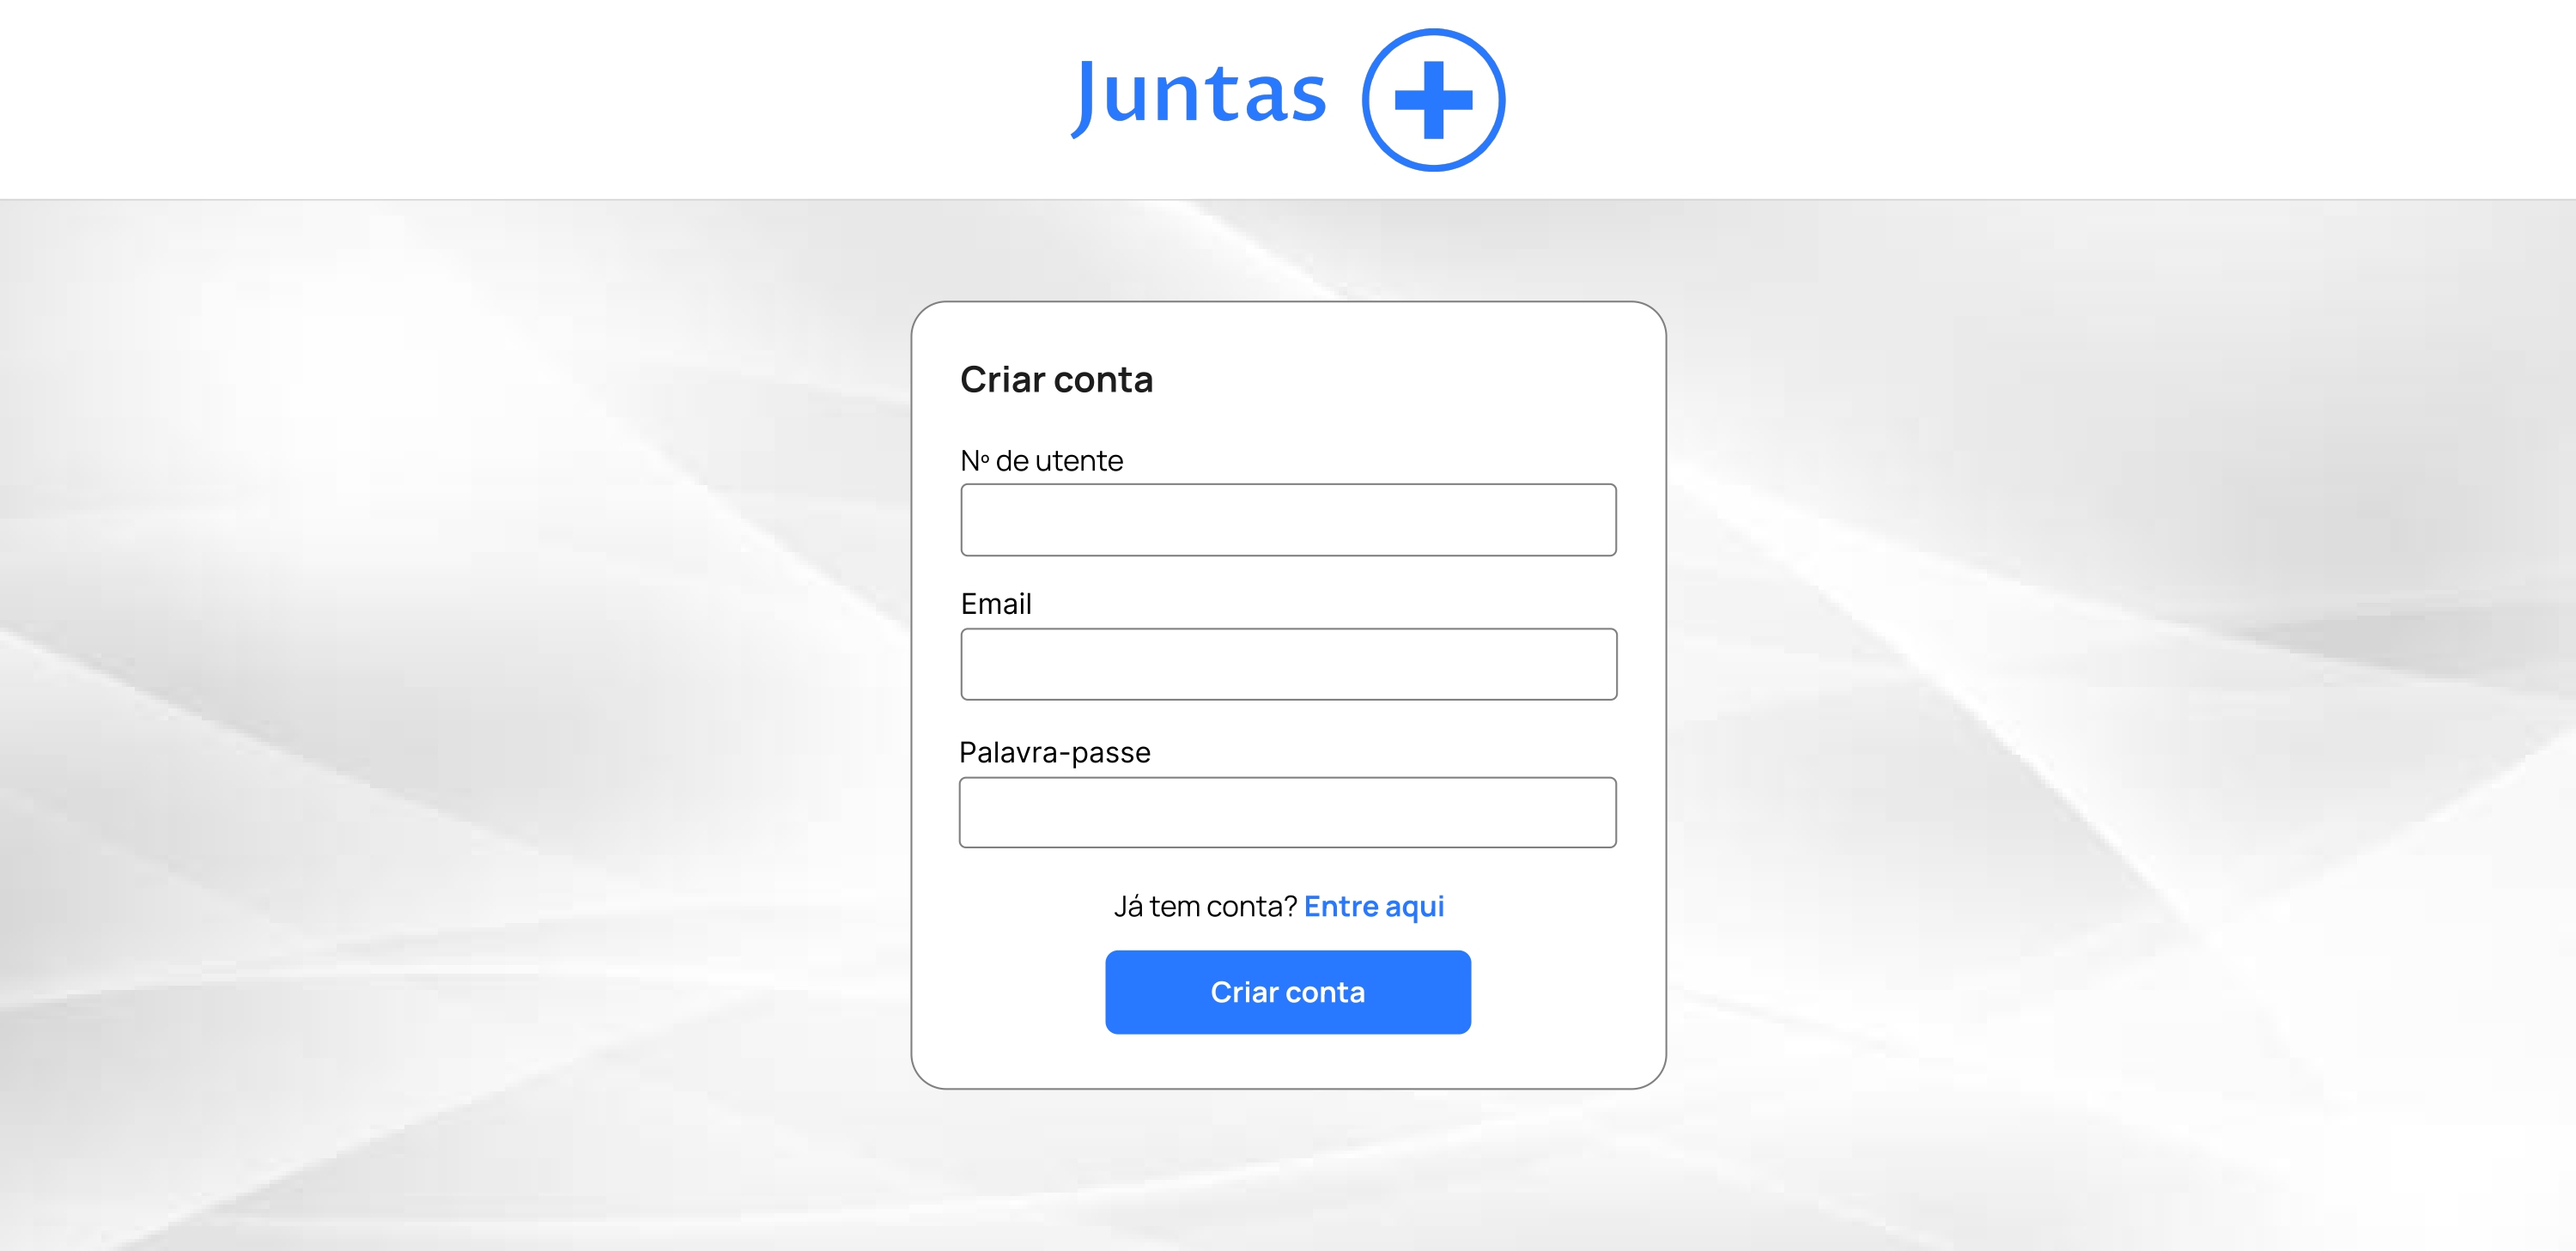 Juntas
Criar conta
Nº de utente
Email
Palavra-passe
Já tem conta? Entre aqui
Criar conta